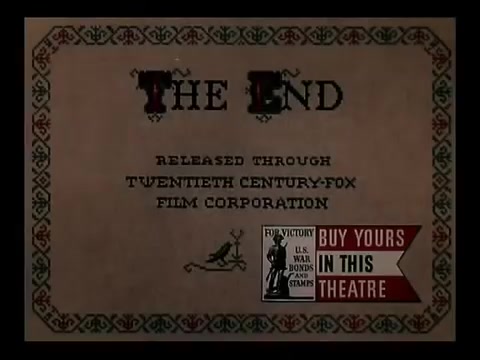 THE END
RELEASED THROUGH
TWENTIETH CENTURY-FOX
FILM CORPORATION
FOR VICTORY
U.S.
WAR
BONDS
AND
STAMPS
BUY YOURS
IN THIS
THEATRE